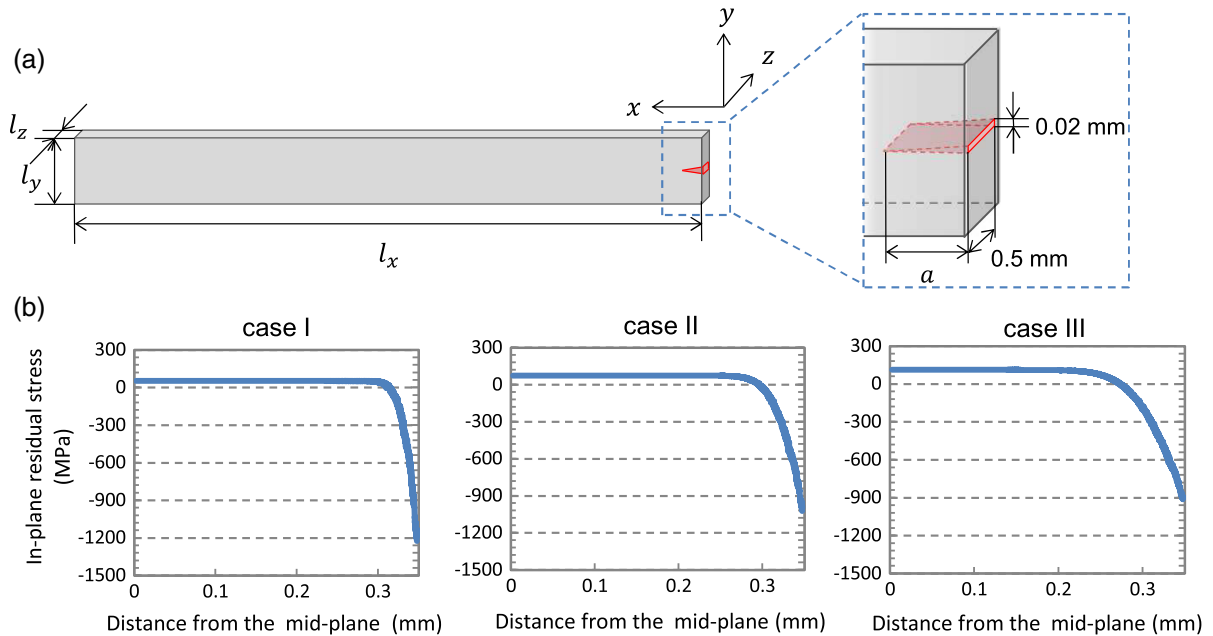 (a)
y
z
x
l_z
l_y
l_x
0.02 mm
0.5 mm
a
(b)
case I
case II
case III
In-plane residual stress
(MPa)
300
0
-300
-600
-900
-1200
-1500
0
0.1
0.2
0.3
Distance from the mid-plane (mm)
300
0
-300
-600
-900
-1200
-1500
0
0.1
0.2
0.3
Distance from the mid-plane (mm)
300
0
-300
-600
-900
-1200
-1500
0
0.1
0.2
0.3
Distance from the mid-plane (mm)